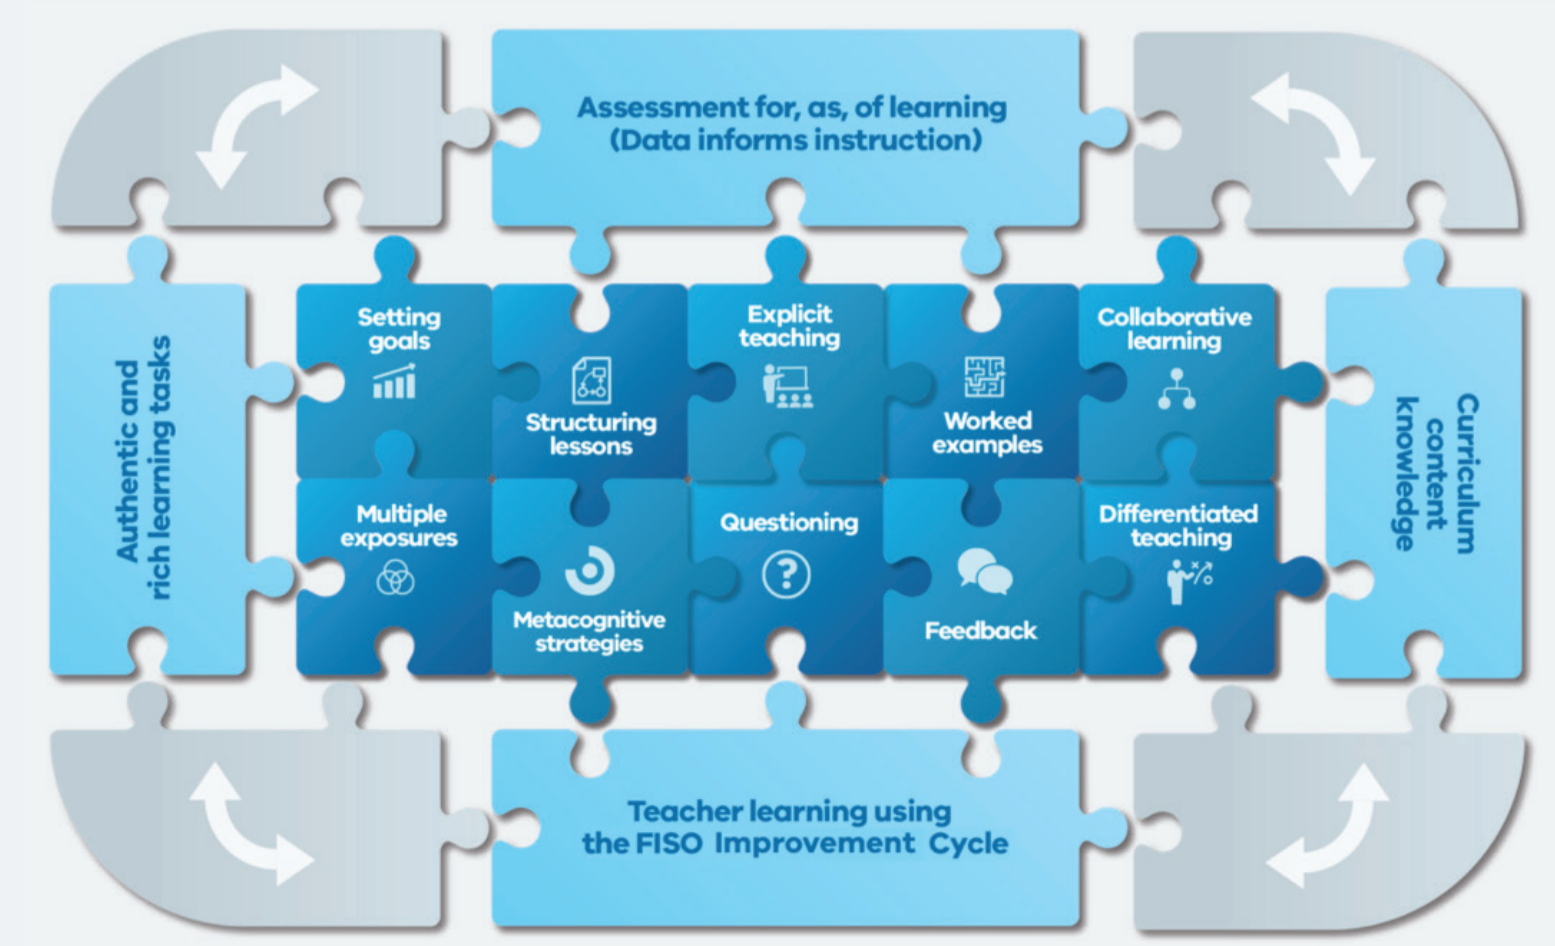 Assessment for, as, of learning
(Data informs instruction)
Authentic and
rich learning tasks
Setting
goals
Structuring
lessons
Explicit
teaching
Worked
examples
Collaborative
learning
Multiple
exposures
Metacognitive
strategies
Questioning
?
Feedback
Differentiated
teaching
Curriculum
content
knowledge
Teacher learning using
the FISO Improvement Cycle